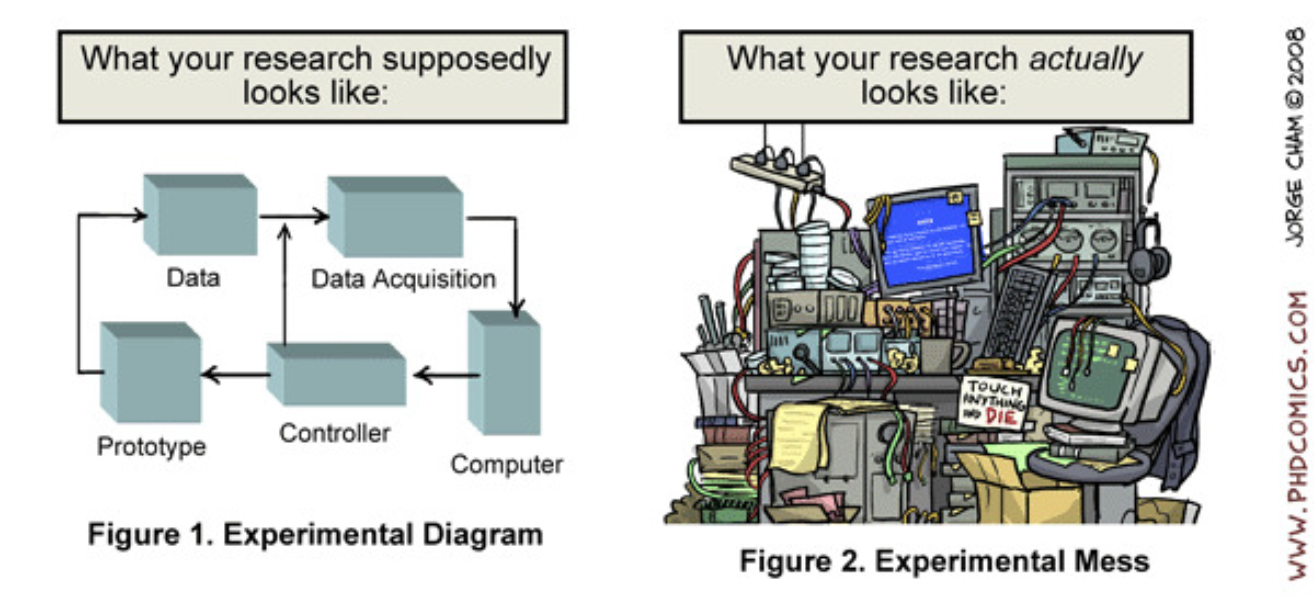 What your research supposedly
looks like:
Data
Data Acquisition
Prototype
Controller
Computer
Figure 1. Experimental Diagram
What your research actually
looks like:
TOUCH
ANYTHING
AND DIE
Figure 2. Experimental Mess
WWW.PHDCOMICS.COM
JORGE CHAM © 2008